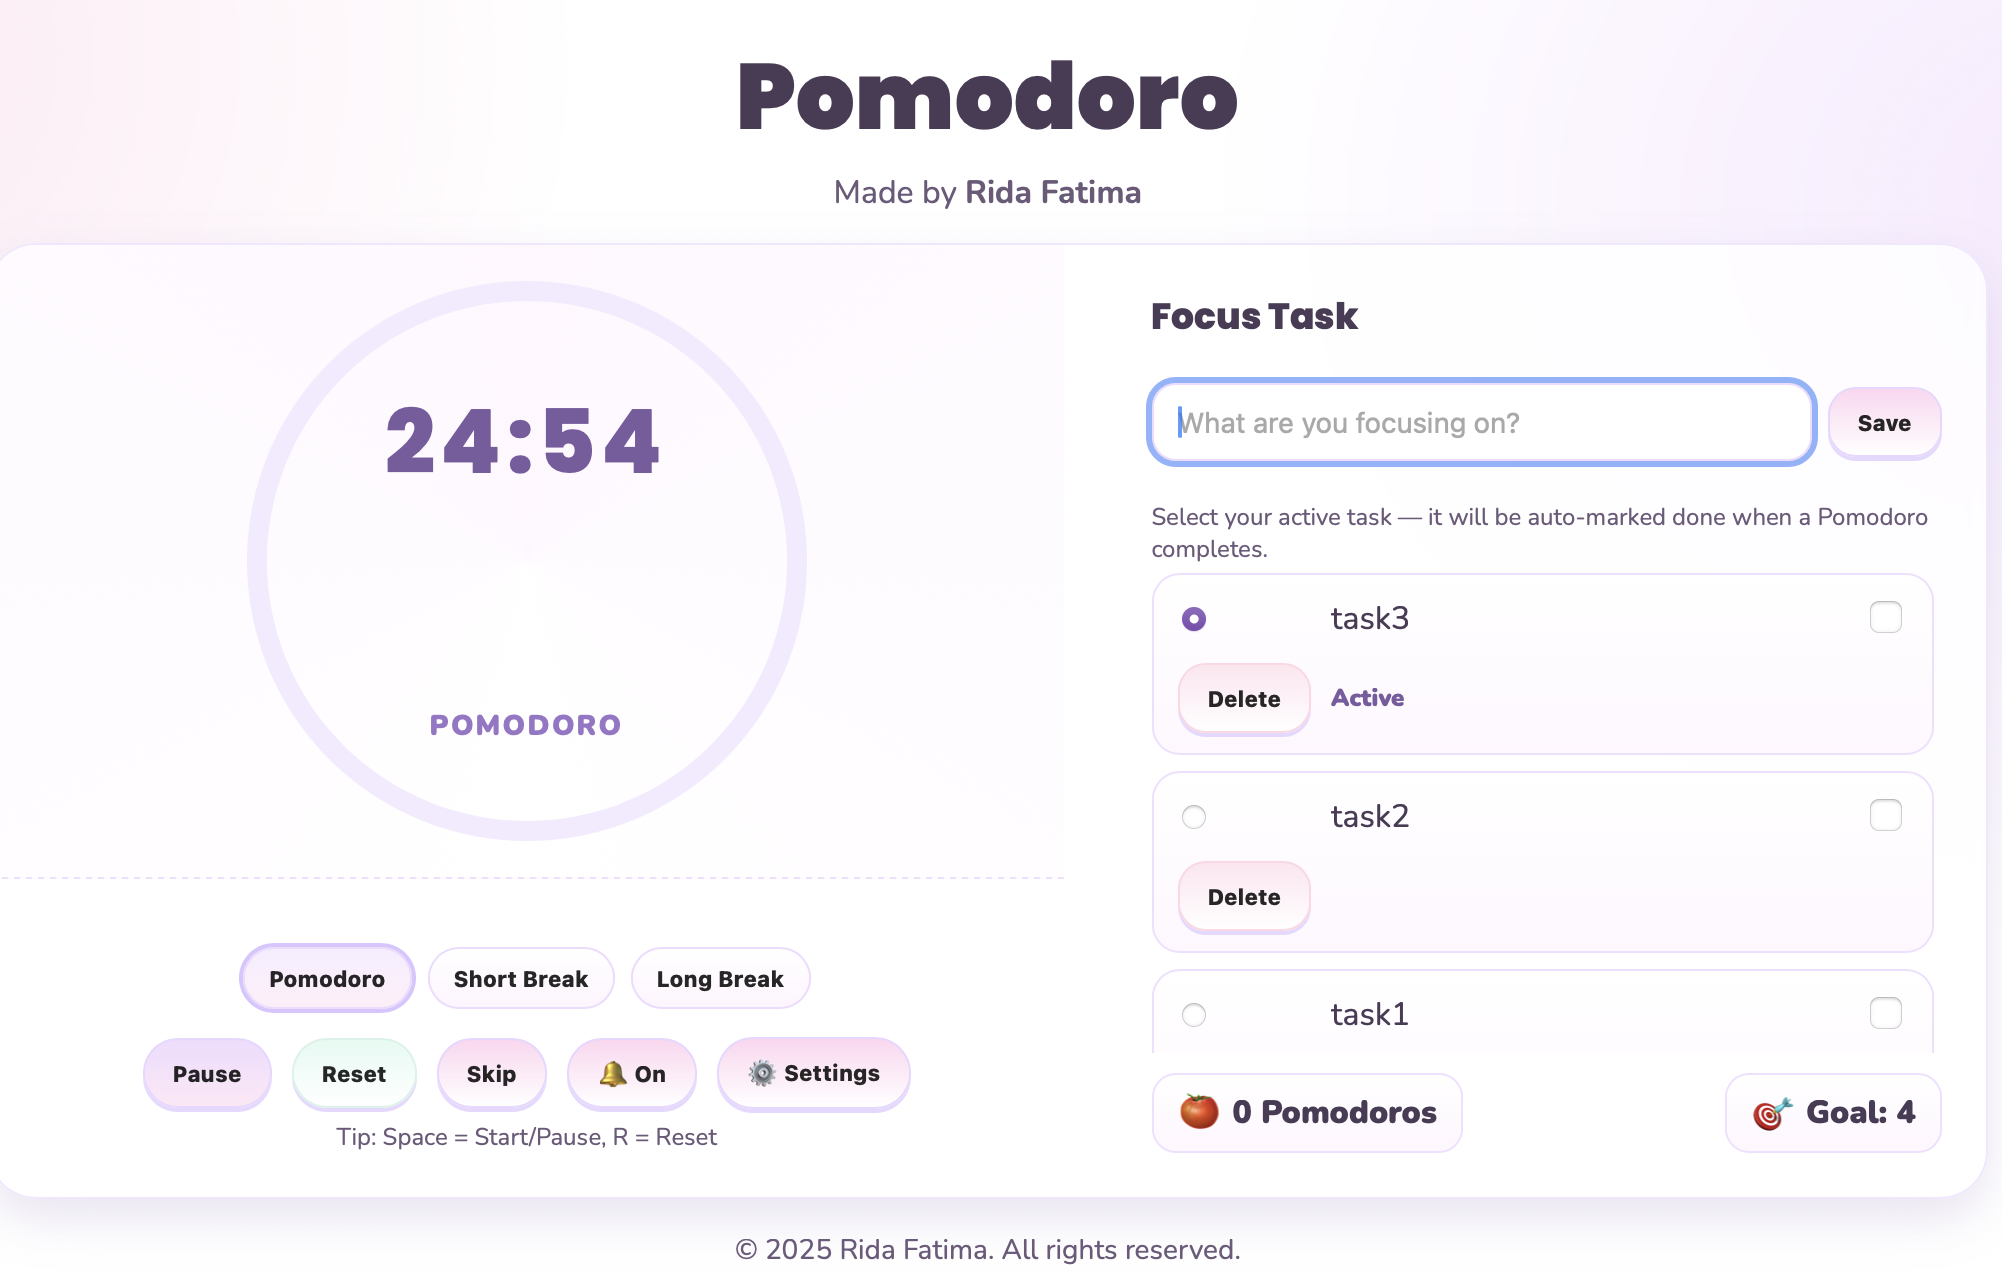 Pomodoro
Made by Rida Fatima
24:54
POMODORO
Pomodoro
Short Break
Long Break
Pause
Reset
Skip
🔔 On
⚙️ Settings
Tip: Space = Start/Pause, R = Reset
Focus Task
What are you focusing on?
Save
Select your active task — it will be auto-marked done when a Pomodoro
completes.
task3
Delete
Active
task2
Delete
task1
🍅 0 Pomodoros
🎯 Goal: 4
© 2025 Rida Fatima. All rights reserved.